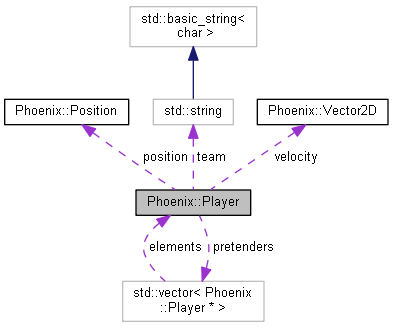 std::basic_string<
char >
Phoenix::Position
std::string
Phoenix::Vector2D
position
team
velocity
Phoenix::Player
elements
pretenders
std::vector< Phoenix
::Player * >